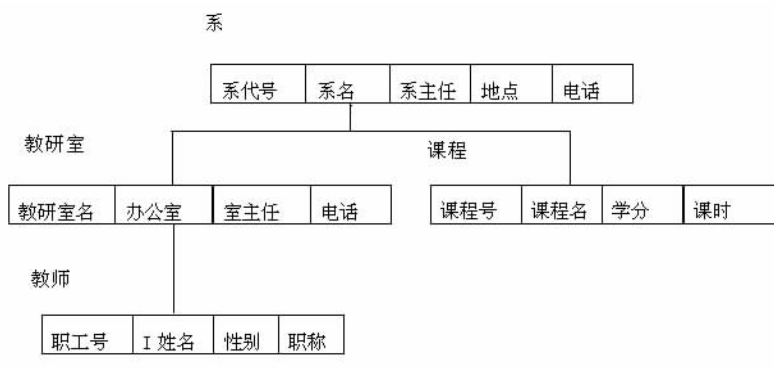 系
系代号 系名 系主任 地点 电话
教研室
课程
教研室名 办公室 室主任 电话
课程号 课程名 学分 课时
教师
职工号 I 姓名 性别 职称